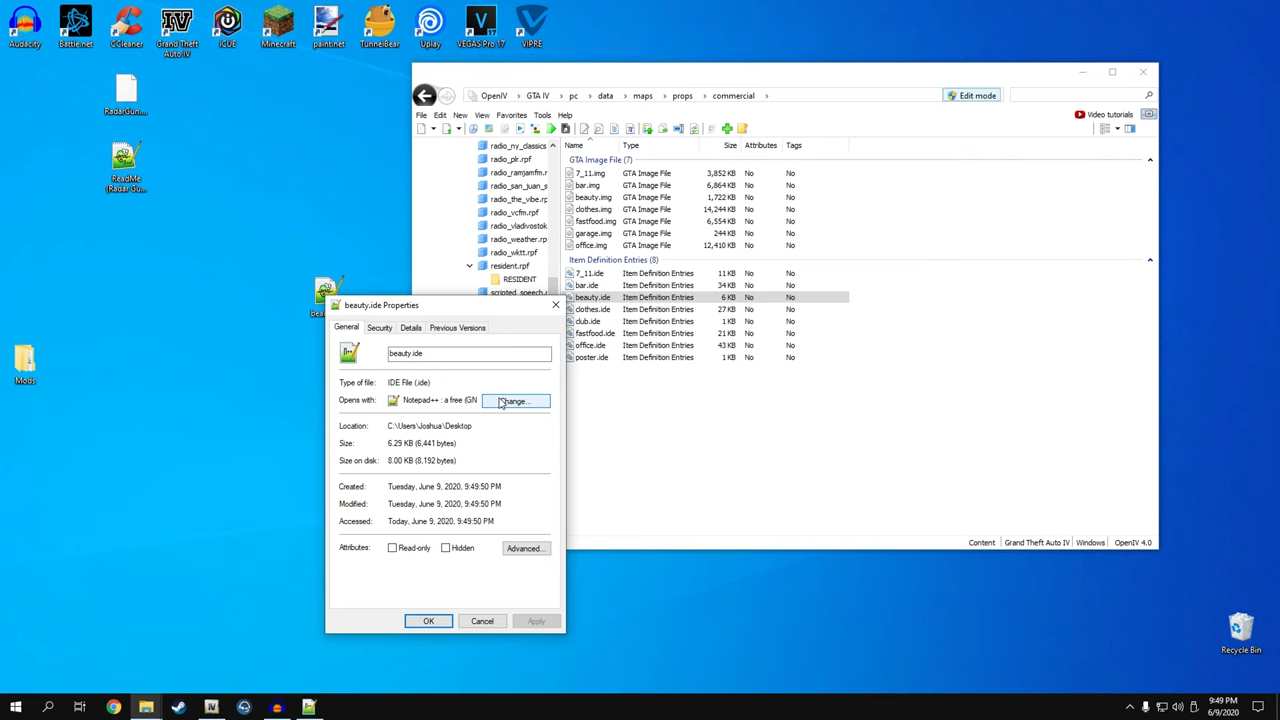 Audacity
Battle.net
CCleaner
Grand Theft Auto IV
iCUE
Minecraft
paint.net
TunnelBear
Uplay
VEGAS Pro 17
VIPRE
RadarGun...
ReadMe (Radar Gu...
Mods
Recycle Bin
OpenIV
GTA IV
pc
data
maps
props
commercial
Edit mode
File Edit New View Favorites Tools Help
Video tutorials
radio_ny_classics
radio_plr.rpf
radio_ramjamfm.r
radio_san_juan_s
radio_the_vibe.rp
radio_vcfm.rpf
radio_vladivostok
radio_weather.rp
radio_wktt.rpf
resident.rpf
RESIDENT
scripted_speech.r
Name Type Size Attributes Tags
GTA Image File (7)
7_11.img GTA Image File 3,852 KB No No
bar.img GTA Image File 6,864 KB No No
beauty.img GTA Image File 1,722 KB No No
clothes.img GTA Image File 14,244 KB No No
fastfood.img GTA Image File 6,554 KB No No
garage.img GTA Image File 244 KB No No
office.img GTA Image File 12,410 KB No No
Item Definition Entries (8)
7_11.ide Item Definition Entries 11 KB No No
bar.ide Item Definition Entries 34 KB No No
beauty.ide Item Definition Entries 6 KB No No
clothes.ide Item Definition Entries 27 KB No No
club.ide Item Definition Entries 1 KB No No
fastfood.ide Item Definition Entries 21 KB No No
office.ide Item Definition Entries 43 KB No No
poster.ide Item Definition Entries 1 KB No No
Content Grand Theft Auto IV Windows OpenIV 4.0
beauty.ide Properties
General Security Details Previous Versions
beauty.ide
Type of file: IDE File (.ide)
Opens with: Notepad++ : a free (GN
Location: C:\Users\Joshua\Desktop
Size: 6.29 KB (6,441 bytes)
Size on disk: 8.00 KB (8,192 bytes)
Created: Tuesday, June 9, 2020, 9:49:50 PM
Modified: Tuesday, June 9, 2020, 9:49:50 PM
Accessed: Today, June 9, 2020, 9:49:50 PM
Attributes: Read-only Hidden Advanced...
OK Cancel Apply
9:49 PM
6/9/2020